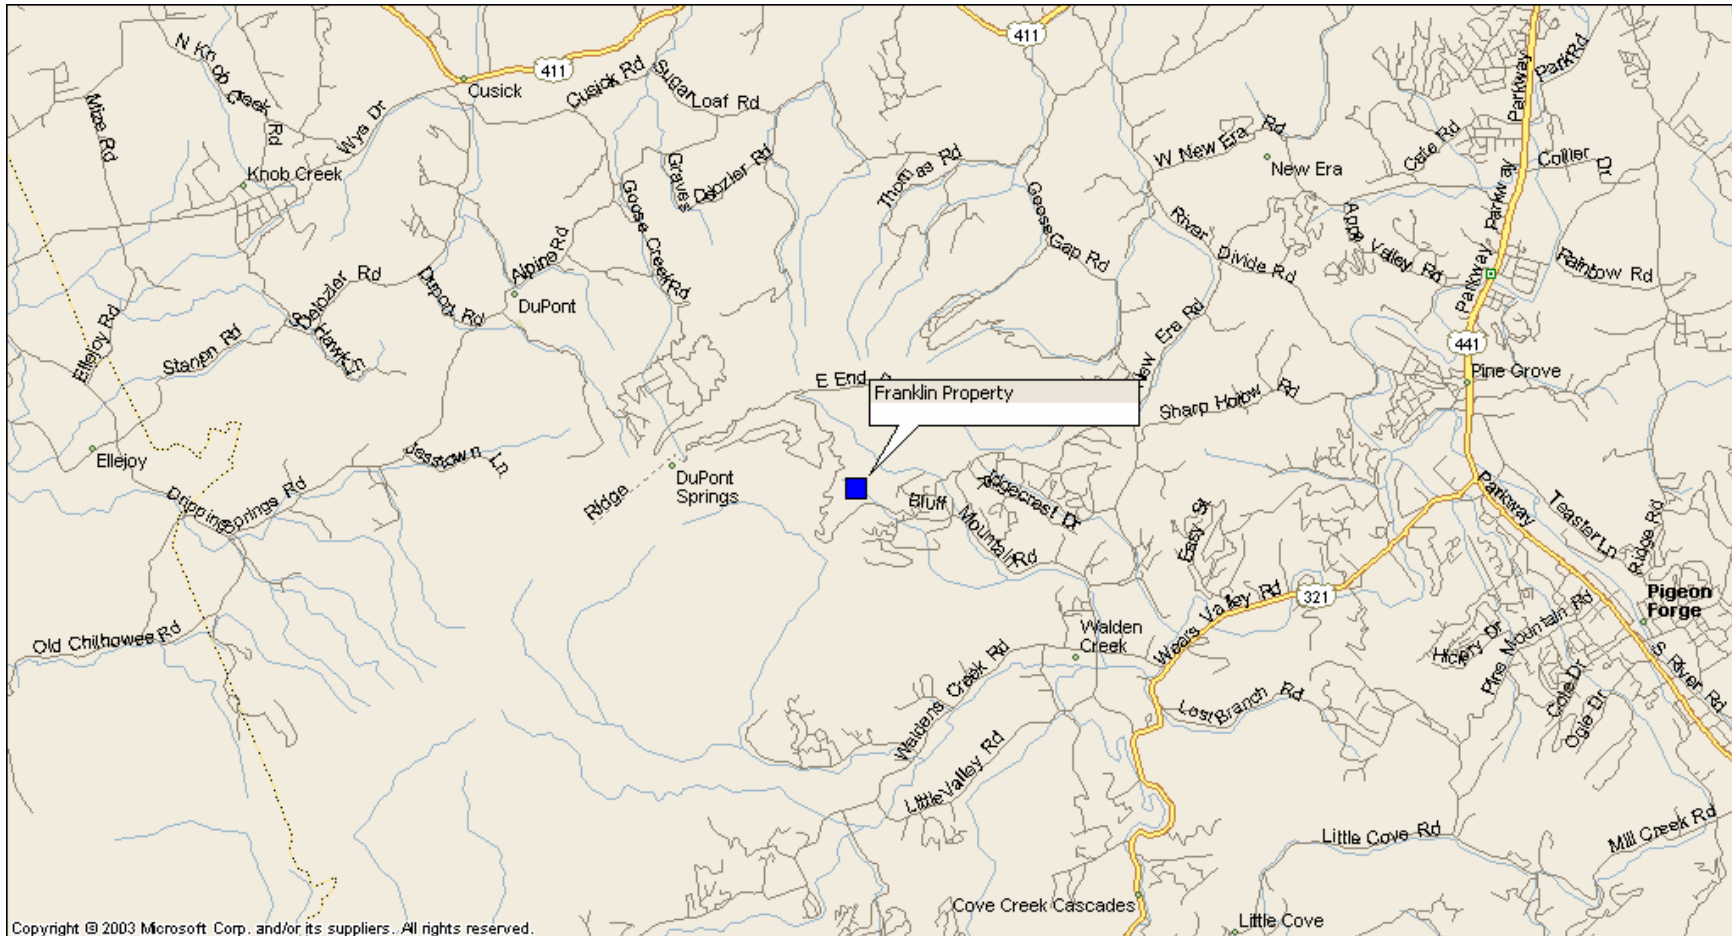 N Knob Creek Rd
Mize Rd
411
Cusick
Cusick Rd
Sugar Loaf Rd
411
Parkway
Park Rd
Wys Dr
Knob Creek
Graves
Delozier Rd
Thomas Rd
W New Era Rd
New Era
Cate Rd
Collier Dr
Parkway
Goose Creek Rd
Goose Gap Rd
River Divide Rd
Apple Valley Rd
Parkway
Rainbow Rd
Alpine Rd
Dupont Rd
DuPont
S Delozier Rd
Hawk Ln
Stanon Rd
Ellejoy Rd
New Era Rd
441
Pine Grove
E End
Franklin Property
Sharp Hollow Rd
Ellejoy
Jesstown Ln
Dripping Springs Rd
Ridge
DuPont
Springs
Bluff Mountain Rd
Ridgecrest Dr
Easy St
Parkway
Teaster Ln
Ridge Rd
321
Wears Valley Rd
Pigeon
Forge
Old Chilhowee Rd
Walden
Creek
Waldens Creek Rd
Hickory Dr
Pine Mountain Rd
S River Rd
Cole Dr
Ogle Dr
Lost Branch Rd
Little Valley Rd
Little Cove Rd
Mill Creek Rd
Cove Creek Cascades
Little Cove
Copyright © 2003 Microsoft Corp. and/or its suppliers. All rights reserved.